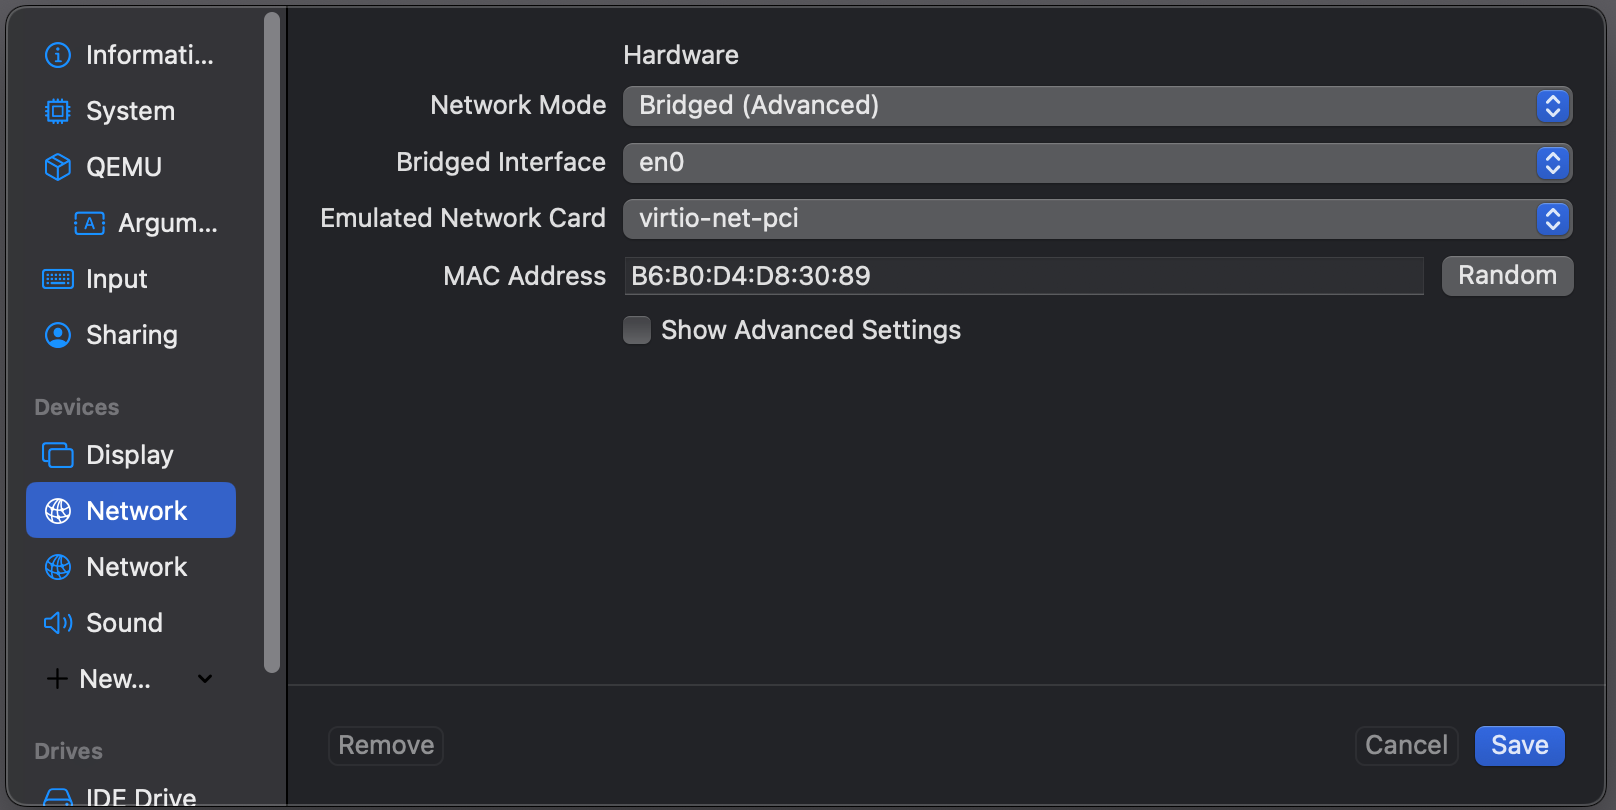 Informati...
System
QEMU
Argum...
Input
Sharing
Devices
Display
Network
Network
Sound
New...
Drives
IDE Drive
Hardware
Network Mode Bridged (Advanced)
Bridged Interface en0
Emulated Network Card virtio-net-pci
MAC Address B6:B0:D4:D8:30:89 Random
Show Advanced Settings
Remove Cancel Save